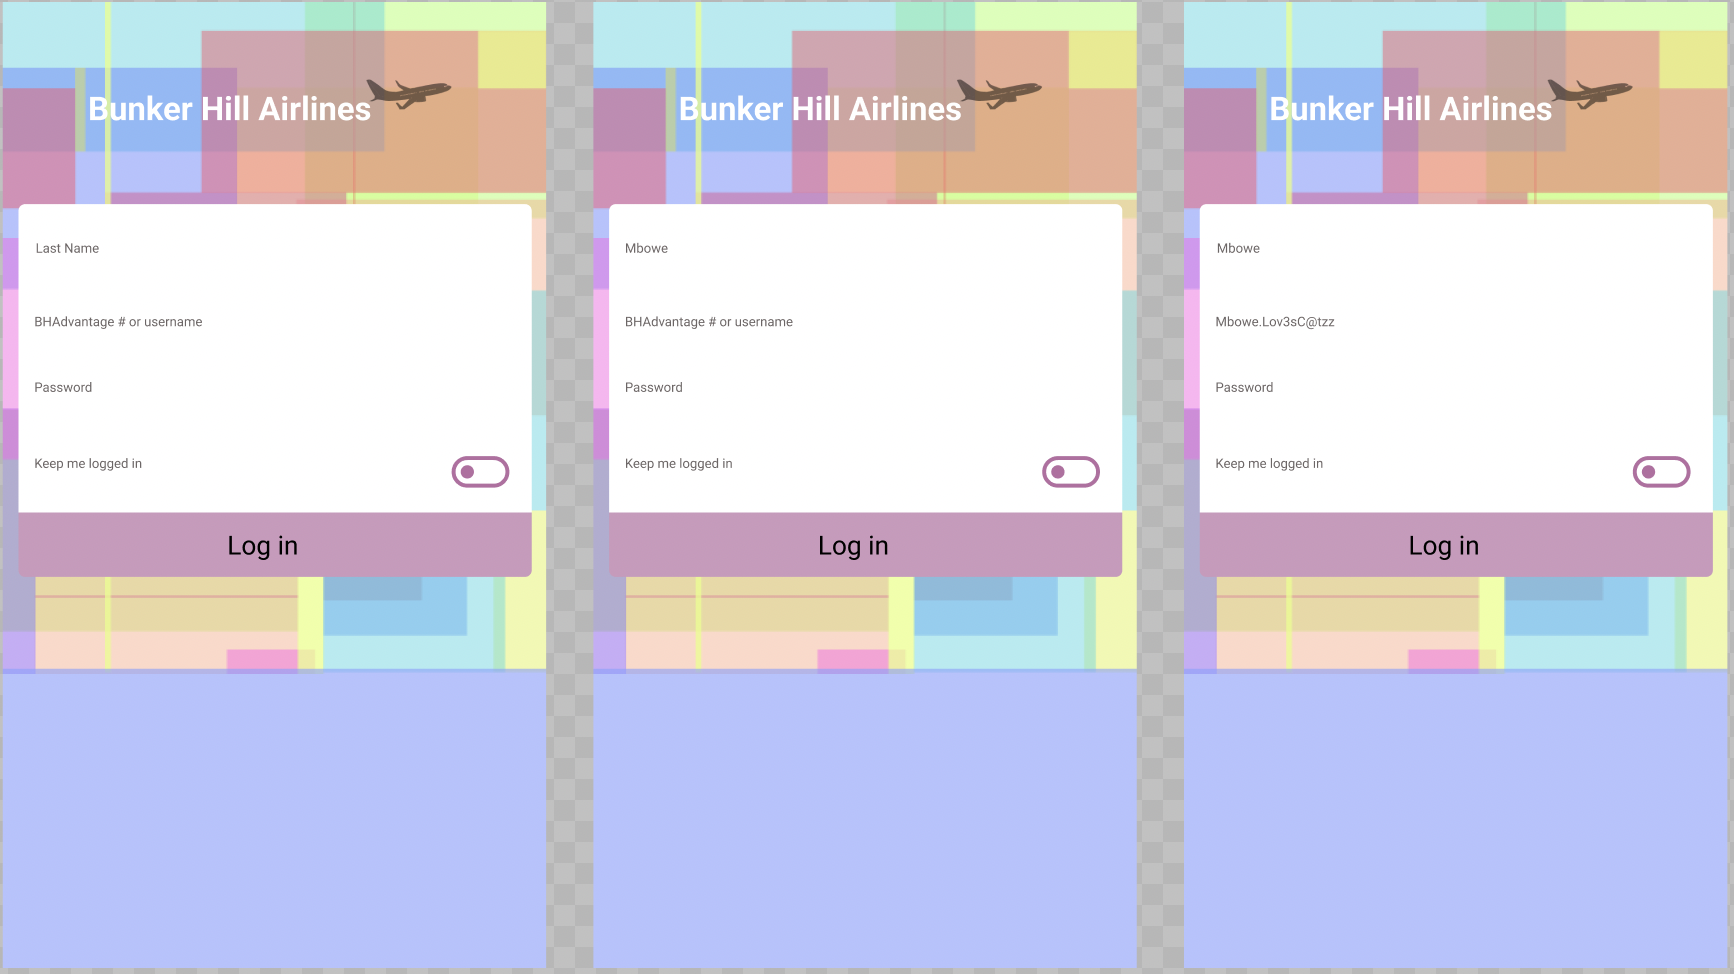 Bunker Hill Airlines
Last Name
BHAdvantage # or username
Password
Keep me logged in
Log in
Bunker Hill Airlines
Mbowe
BHAdvantage # or username
Password
Keep me logged in
Log in
Bunker Hill Airlines
Mbowe
Mbowe.Lov3sC@tzz
Password
Keep me logged in
Log in